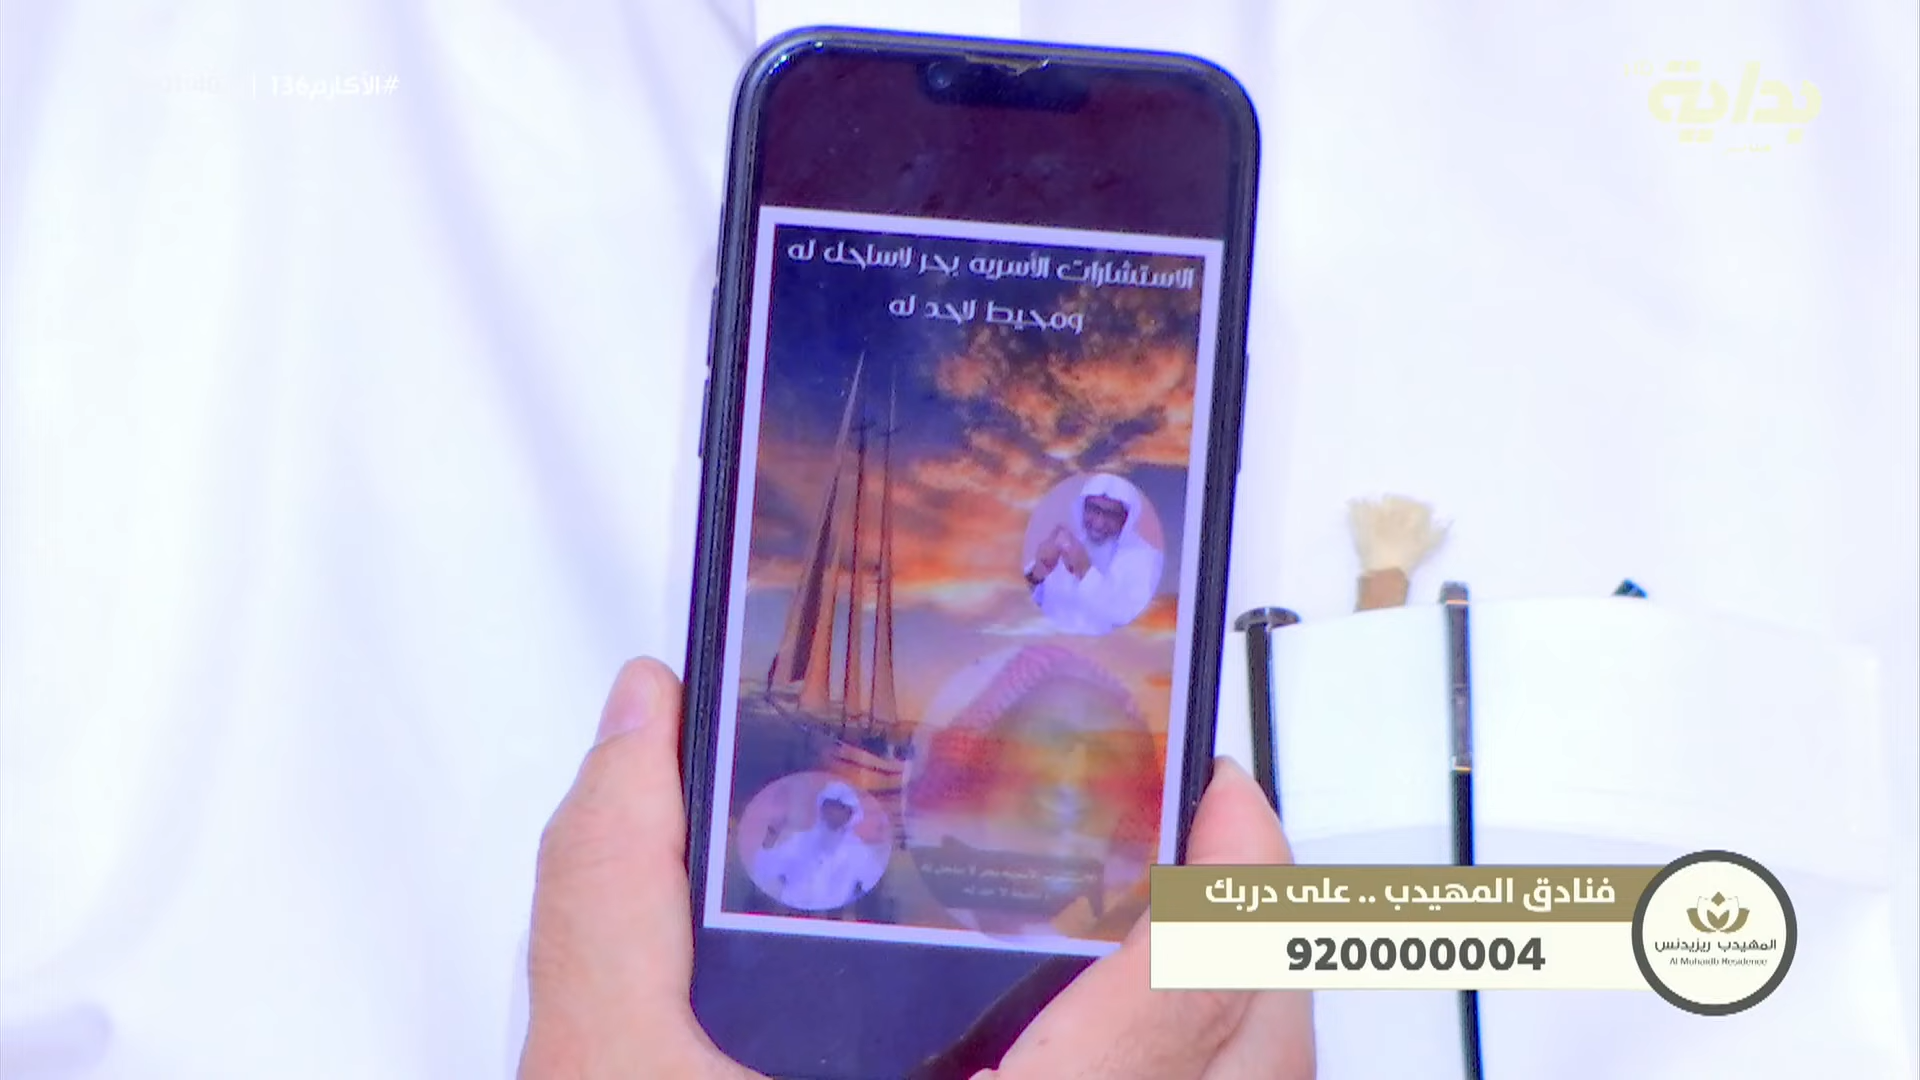 #الأكارم136
بداية
الاستشارات الأسريه بحر لاساحل له
ومحيط لاحد له
فنادق المهيدب .. على دربك
920000004
المهيدب ريزيدنس
Al Muhaidb Residence